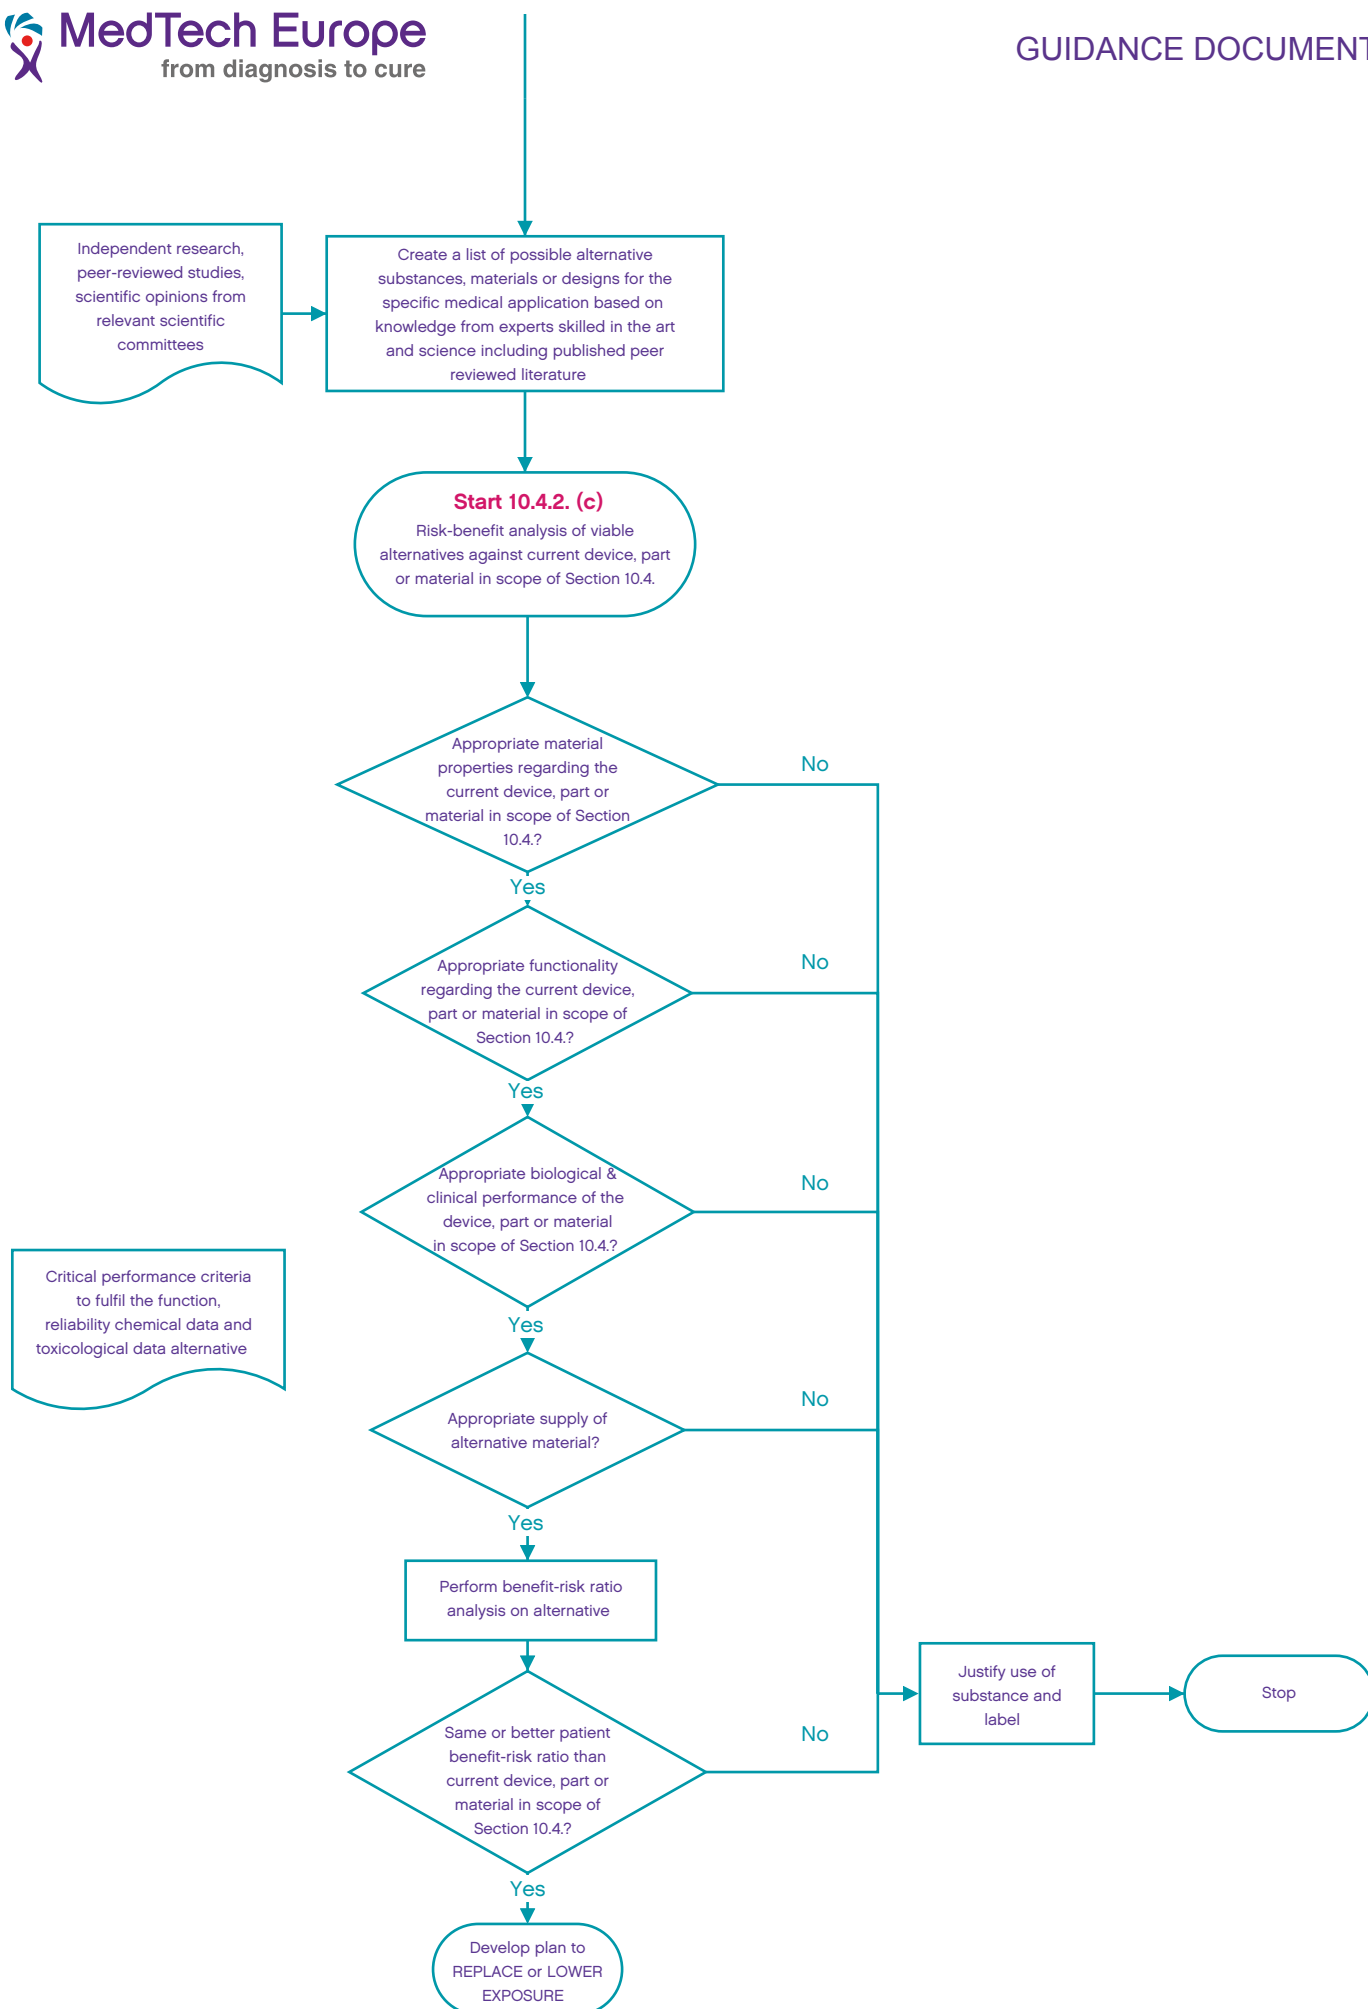 MedTech Europe
from diagnosis to cure
GUIDANCE DOCUMENT
Independent research,
peer-reviewed studies,
scientific opinions from
relevant scientific
committees
Create a list of possible alternative
substances, materials or designs for the
specific medical application based on
knowledge from experts skilled in the art
and science including published peer
reviewed literature
Start 10.4.2. (c)
Risk-benefit analysis of viable
alternatives against current device, part
or material in scope of Section 10.4.
Appropriate material
properties regarding the
current device, part or
material in scope of Section
10.4.?
No
Yes
Appropriate functionality
regarding the current device,
part or material in scope of
Section 10.4.?
No
Yes
Appropriate biological &
clinical performance of the
device, part or material
in scope of Section 10.4.?
No
Critical performance criteria
to fulfil the function,
reliability chemical data and
toxicological data alternative
Yes
Appropriate supply of
alternative material?
No
Yes
Perform benefit-risk ratio
analysis on alternative
Justify use of
substance and
label
Stop
Same or better patient
benefit-risk ratio than
current device, part or
material in scope of
Section 10.4.?
No
Yes
Develop plan to
REPLACE or LOWER
EXPOSURE